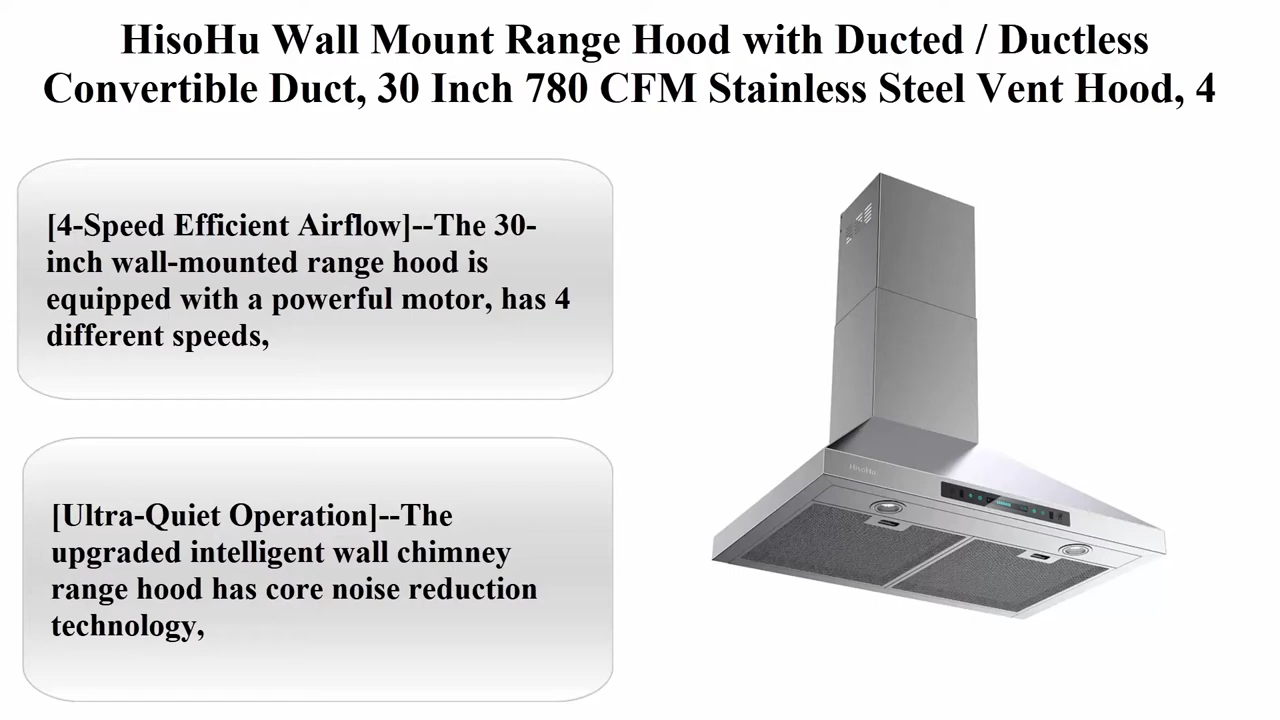 HisoHu Wall Mount Range Hood with Ducted / Ductless
Convertible Duct, 30 Inch 780 CFM Stainless Steel Vent Hood, 4
[4-Speed Efficient Airflow]--The 30-
inch wall-mounted range hood is
equipped with a powerful motor, has 4
different speeds,
[Ultra-Quiet Operation]--The
upgraded intelligent wall chimney
range hood has core noise reduction
technology,
HisoHu